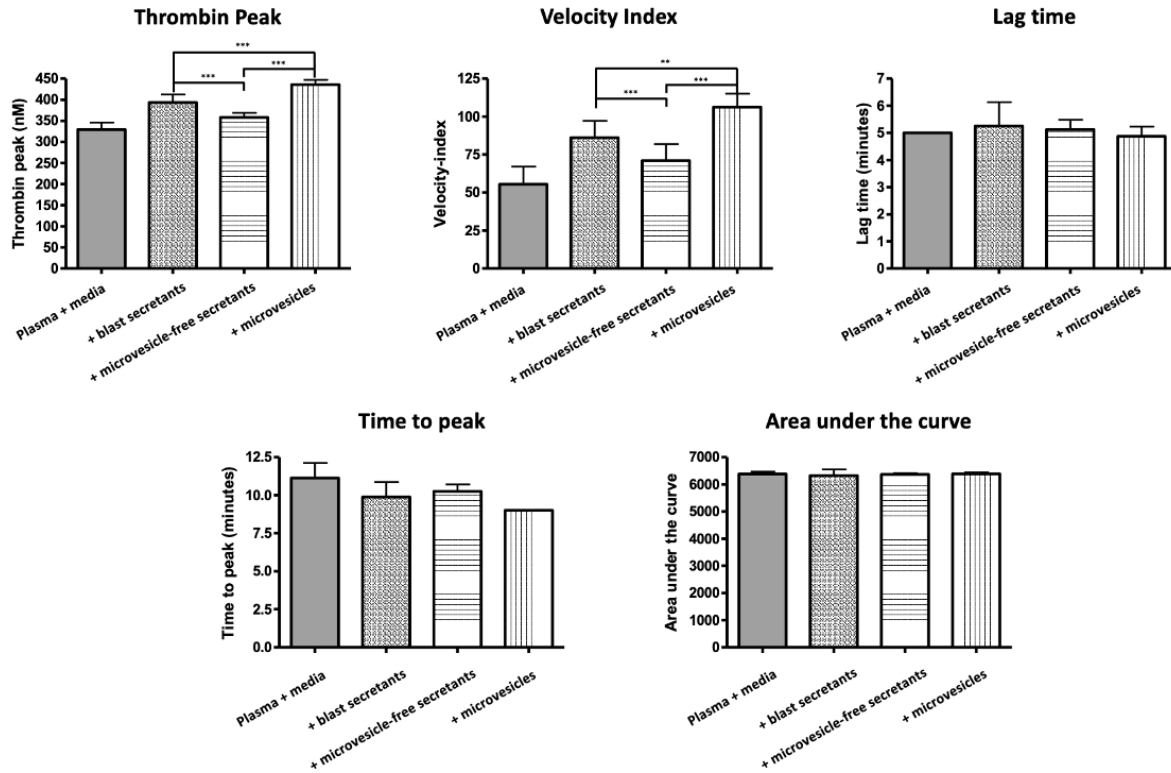 Thrombin Peak
***
***
***
Thrombin peak (nM)
450
400
350
300
250
200
150
100
50
0
Plasma + media
+ blast secretants
+ microvesicle-free secretants
+ microvesicles
Velocity Index
**
***
***
Velocity-index
125
100
75
50
25
0
Plasma + media
+ blast secretants
+ microvesicle-free secretants
+ microvesicles
Lag time
Lag time (minutes)
7
6
5
4
3
2
1
0
Plasma + media
+ blast secretants
+ microvesicle-free secretants
+ microvesicles
Time to peak
Time to peak (minutes)
12.5
10.0
7.5
5.0
2.5
0.0
Plasma + media
+ blast secretants
+ microvesicle-free secretants
+ microvesicles
Area under the curve
Area under the curve
7000
6000
5000
4000
3000
2000
1000
0
Plasma + media
+ blast secretants
+ microvesicle-free secretants
+ microvesicles